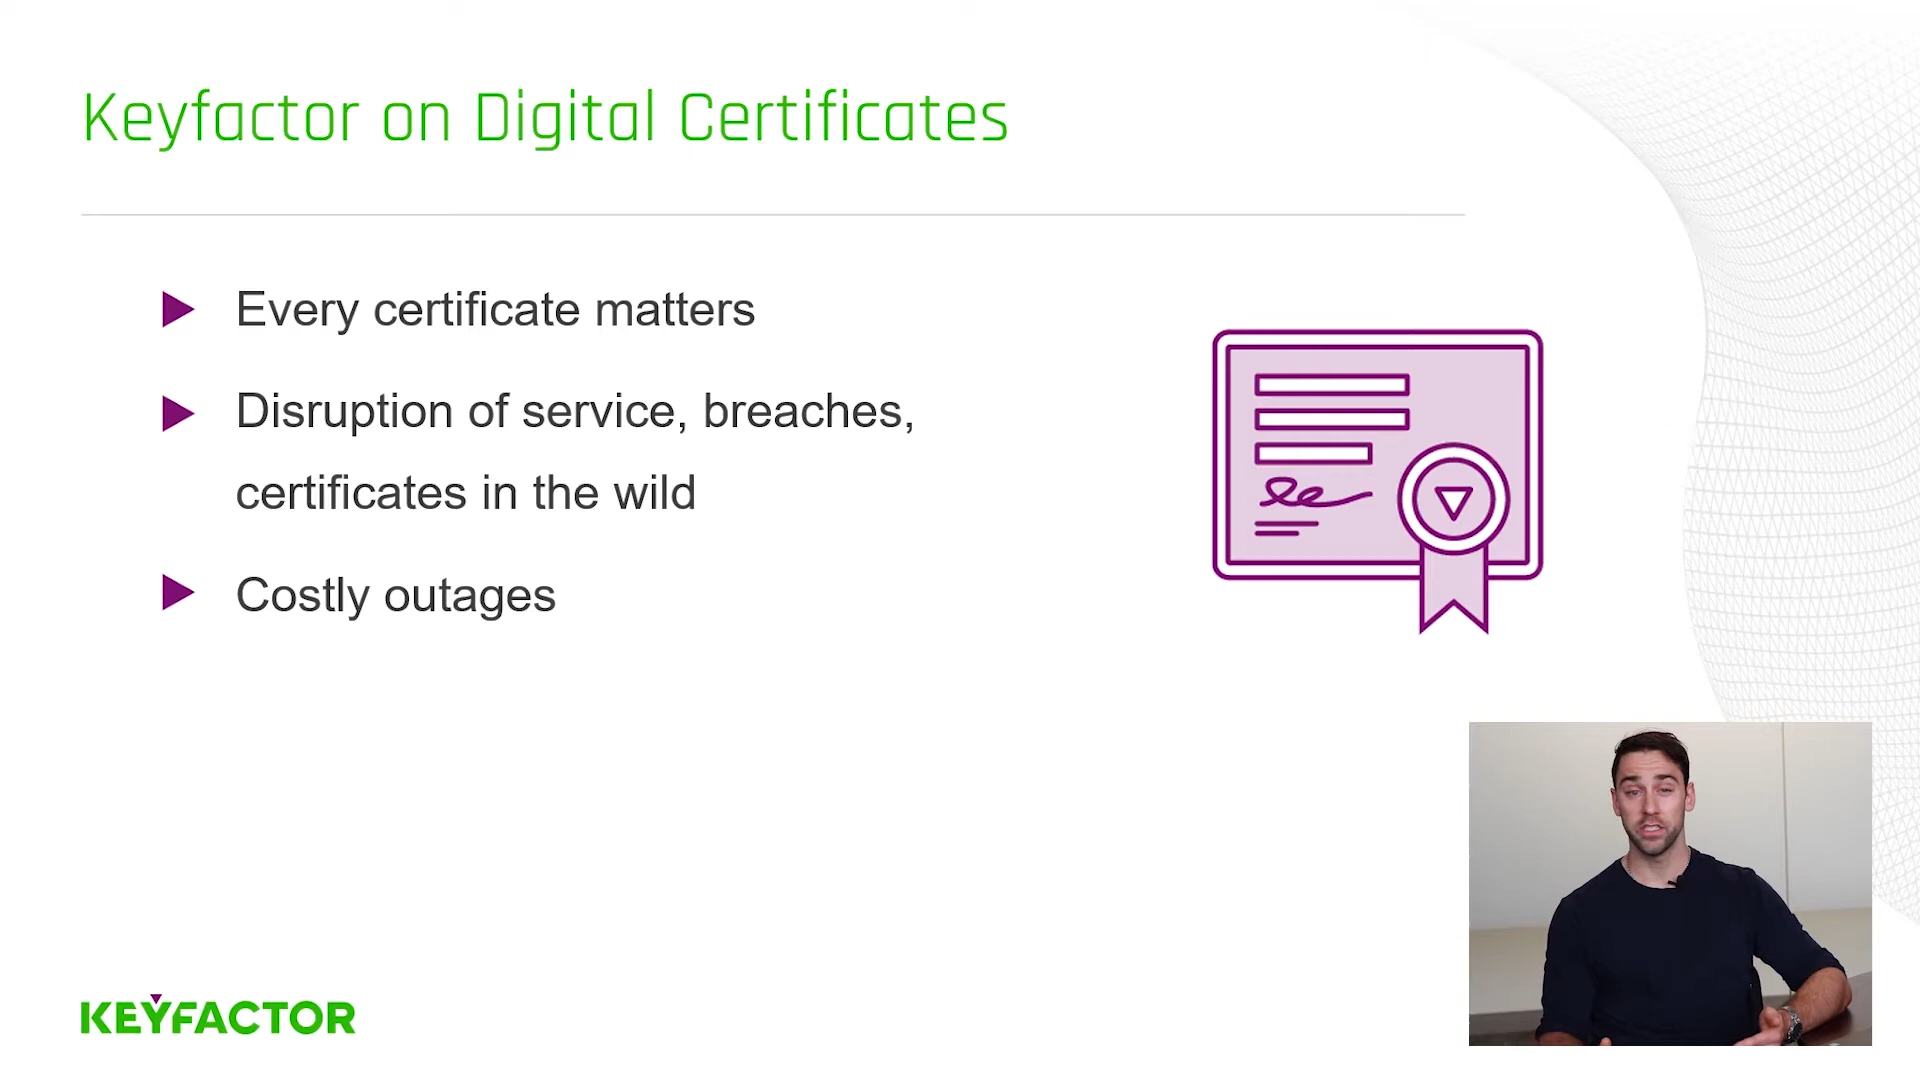 Keyfactor on Digital Certificates
Every certificate matters
Disruption of service, breaches,
certificates in the wild
Costly outages
KEYFACTOR